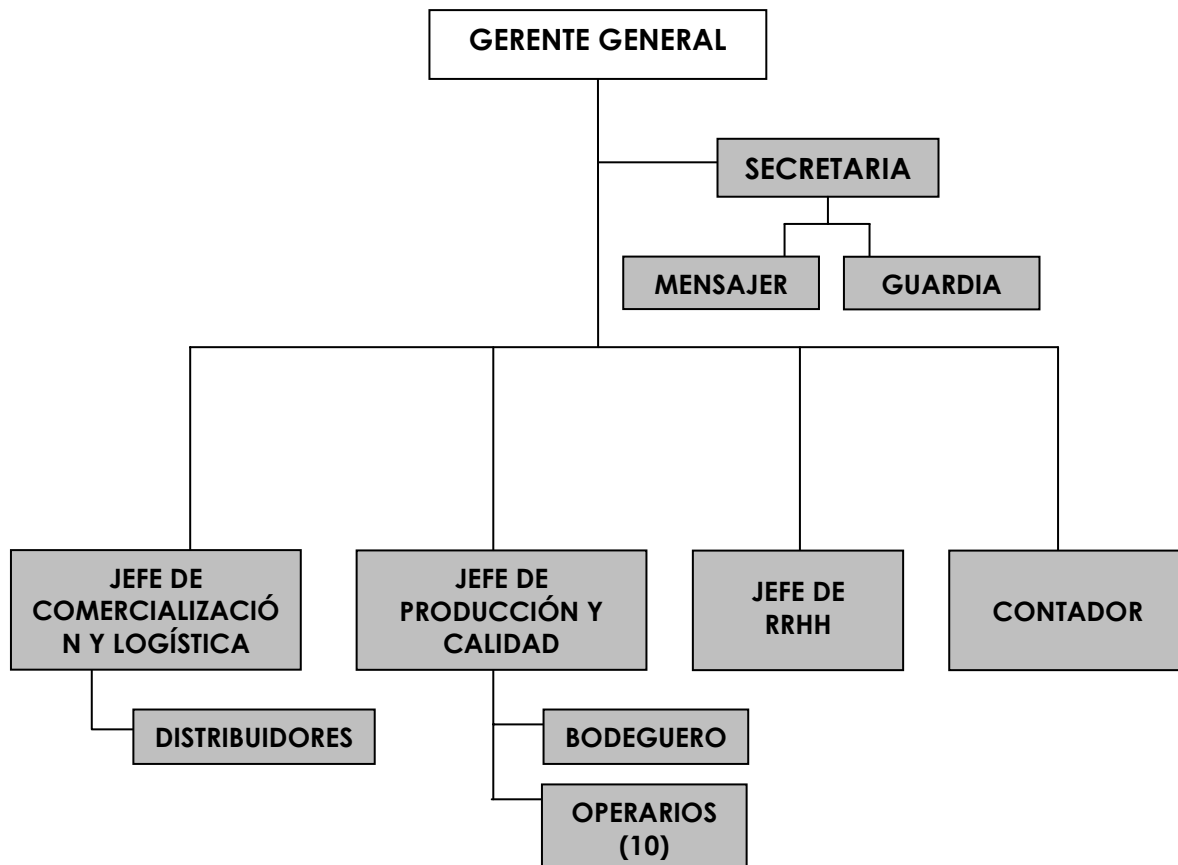 GERENTE GENERAL
SECRETARIA
MENSAJER
GUARDIA
JEFE DE
COMERCIALIZACIÓ
N Y LOGÍSTICA
JEFE DE
PRODUCCIÓN Y
CALIDAD
JEFE DE
RRHH
CONTADOR
DISTRIBUIDORES
BODEGUERO
OPERARIOS
(10)